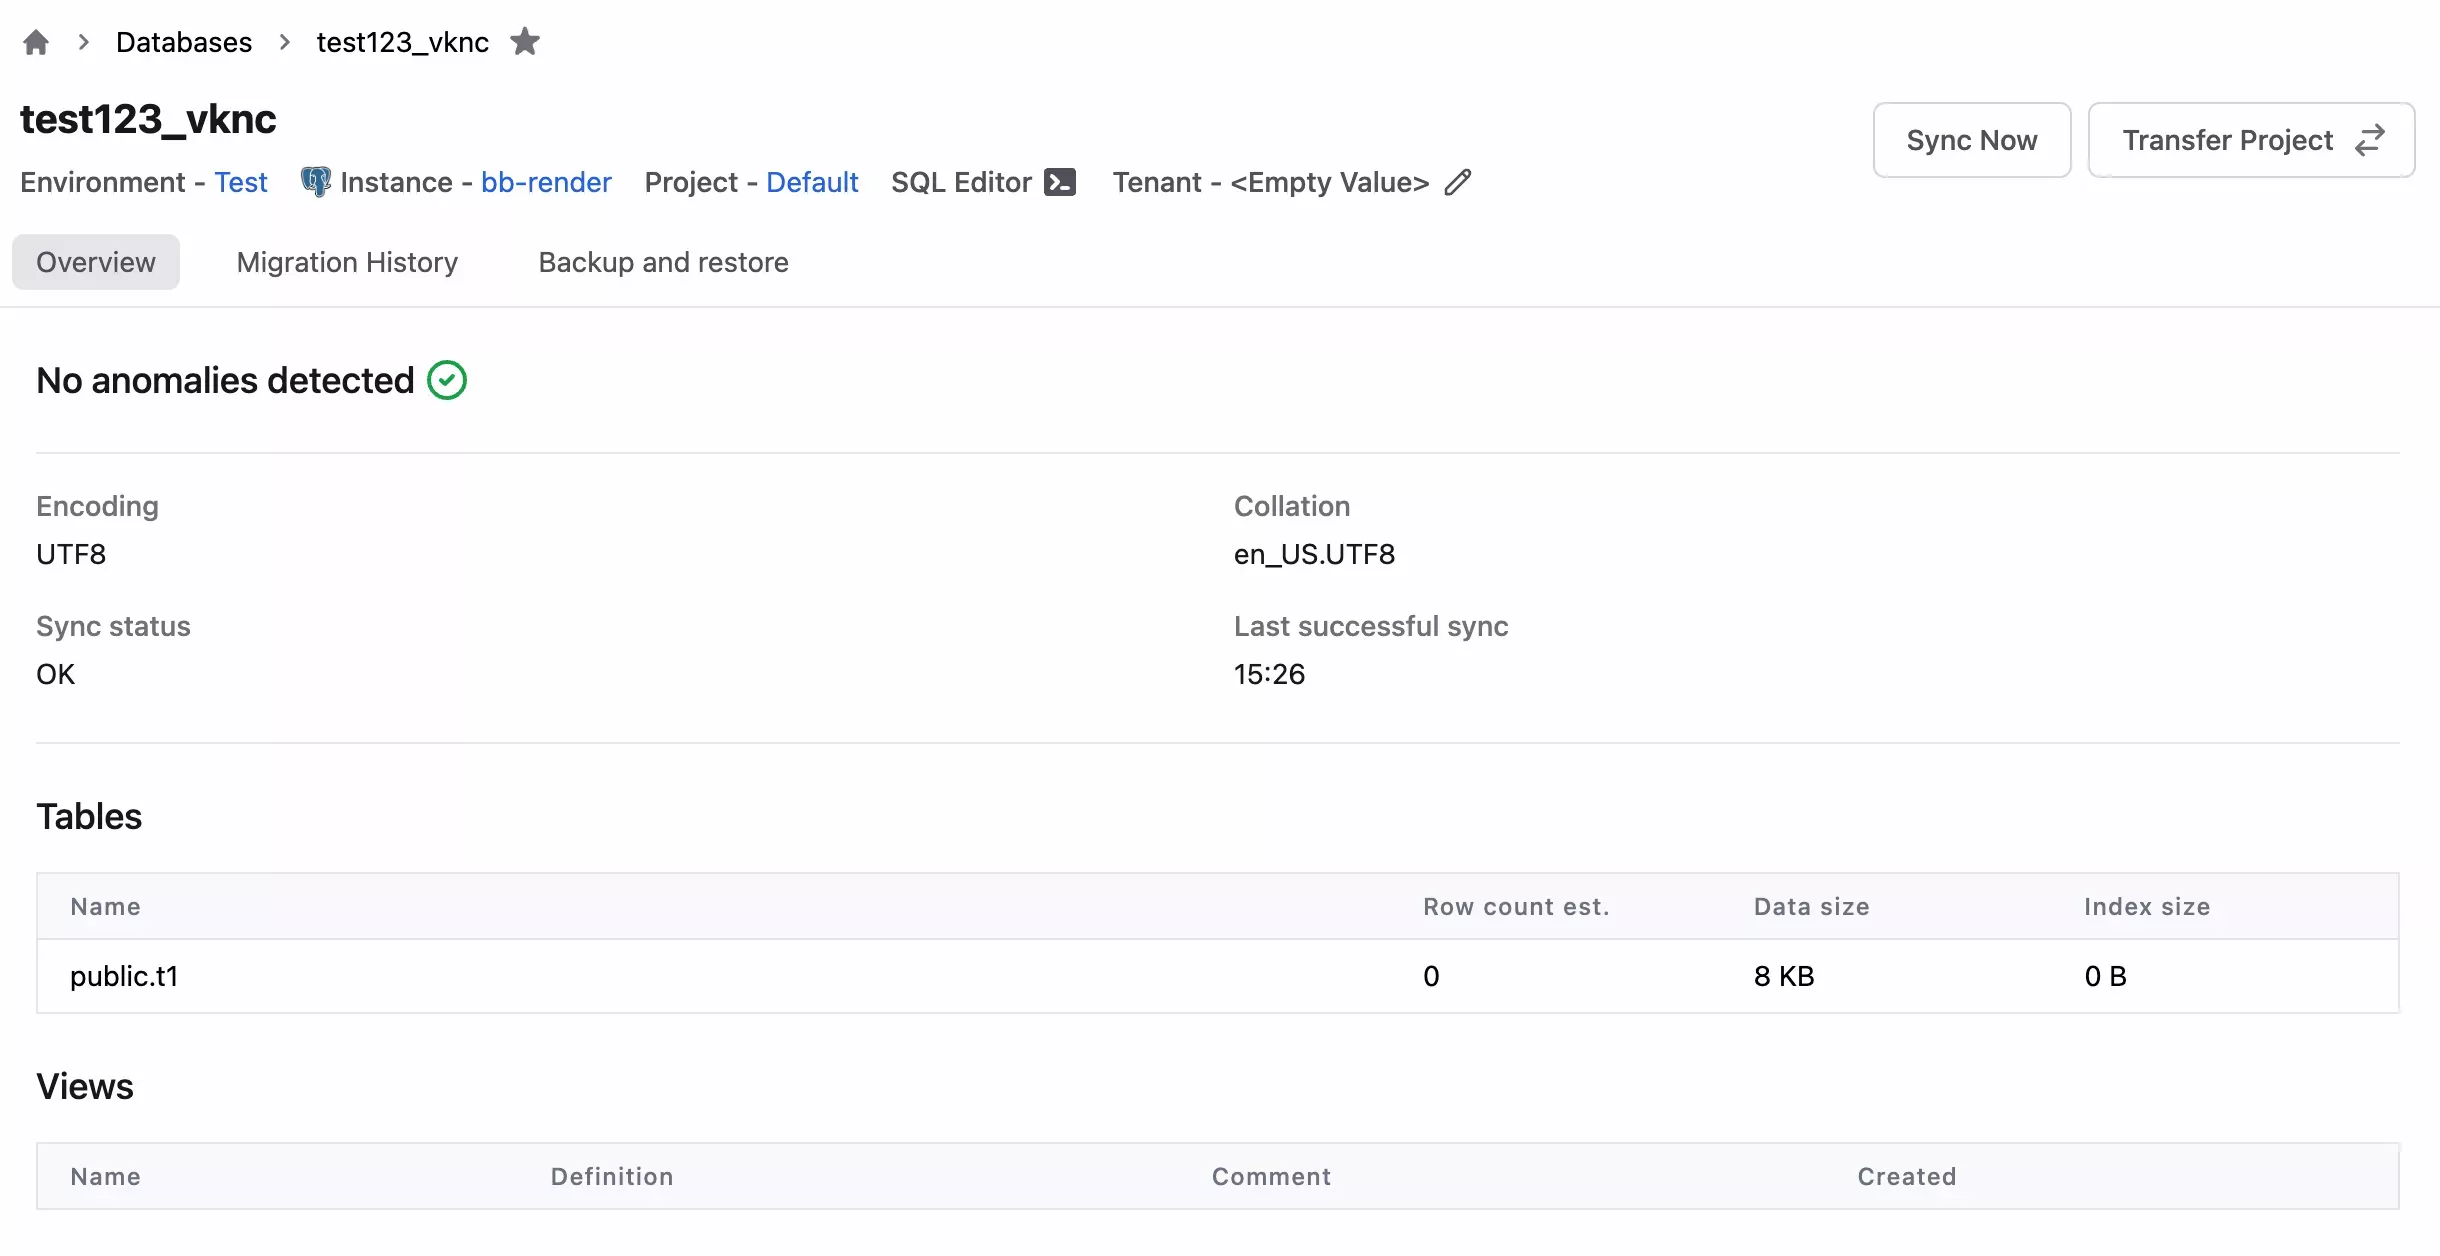 Databases test123_vknc
test123_vknc
Sync Now Transfer Project
Environment - Test Instance - bb-render Project - Default SQL Editor Tenant - <Empty Value>
Overview Migration History Backup and restore
No anomalies detected
Encoding Collation
UTF8 en_US.UTF8
Sync status Last successful sync
OK 15:26
Tables
Name Row count est. Data size Index size
public.t1 0 8 KB 0 B
Views
Name Definition Comment Created